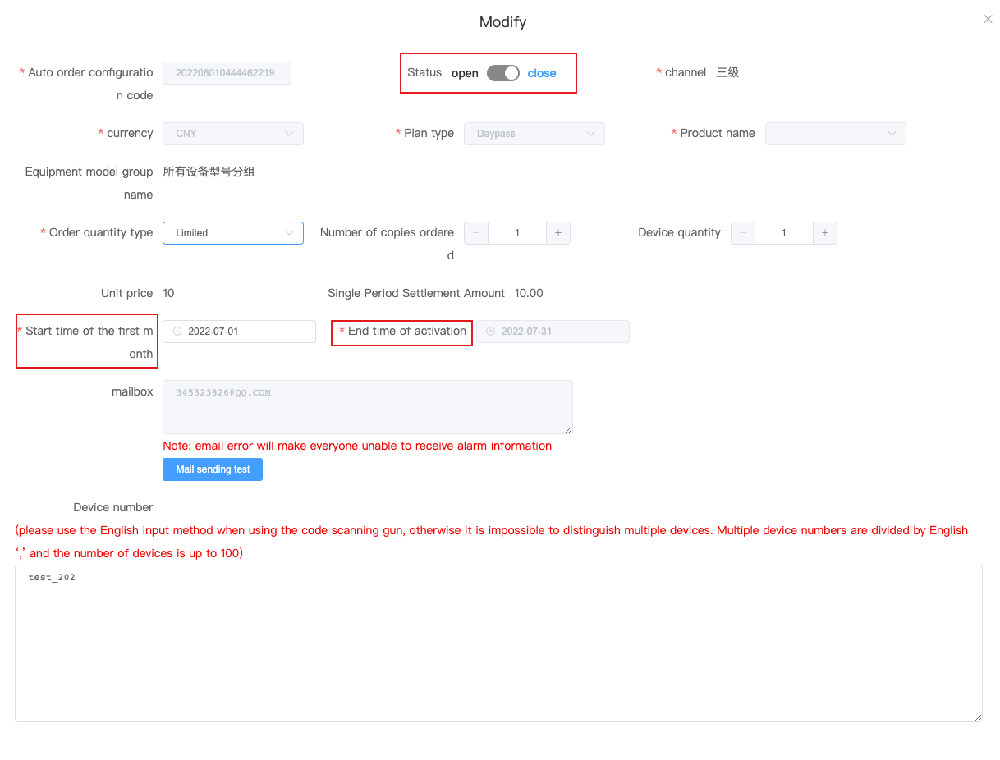 Modify
* Auto order configuratio
n code
202206010444462219
Status open close
* channel 三级
* currency CNY
* Plan type Daypass
* Product name
Equipment model group
name
所有设备型号分组
* Order quantity type Limited
Number of copies ordere
d
1
Device quantity 1
Unit price 10
Single Period Settlement Amount 10.00
* Start time of the first m
onth
2022-07-01
* End time of activation 2022-07-31
mailbox 345323826@QQ.COM
Note: email error will make everyone unable to receive alarm information
Mail sending test
Device number
(please use the English input method when using the code scanning gun, otherwise it is impossible to distinguish multiple devices. Multiple device numbers are divided by English
‘,’ and the number of devices is up to 100)
test_202